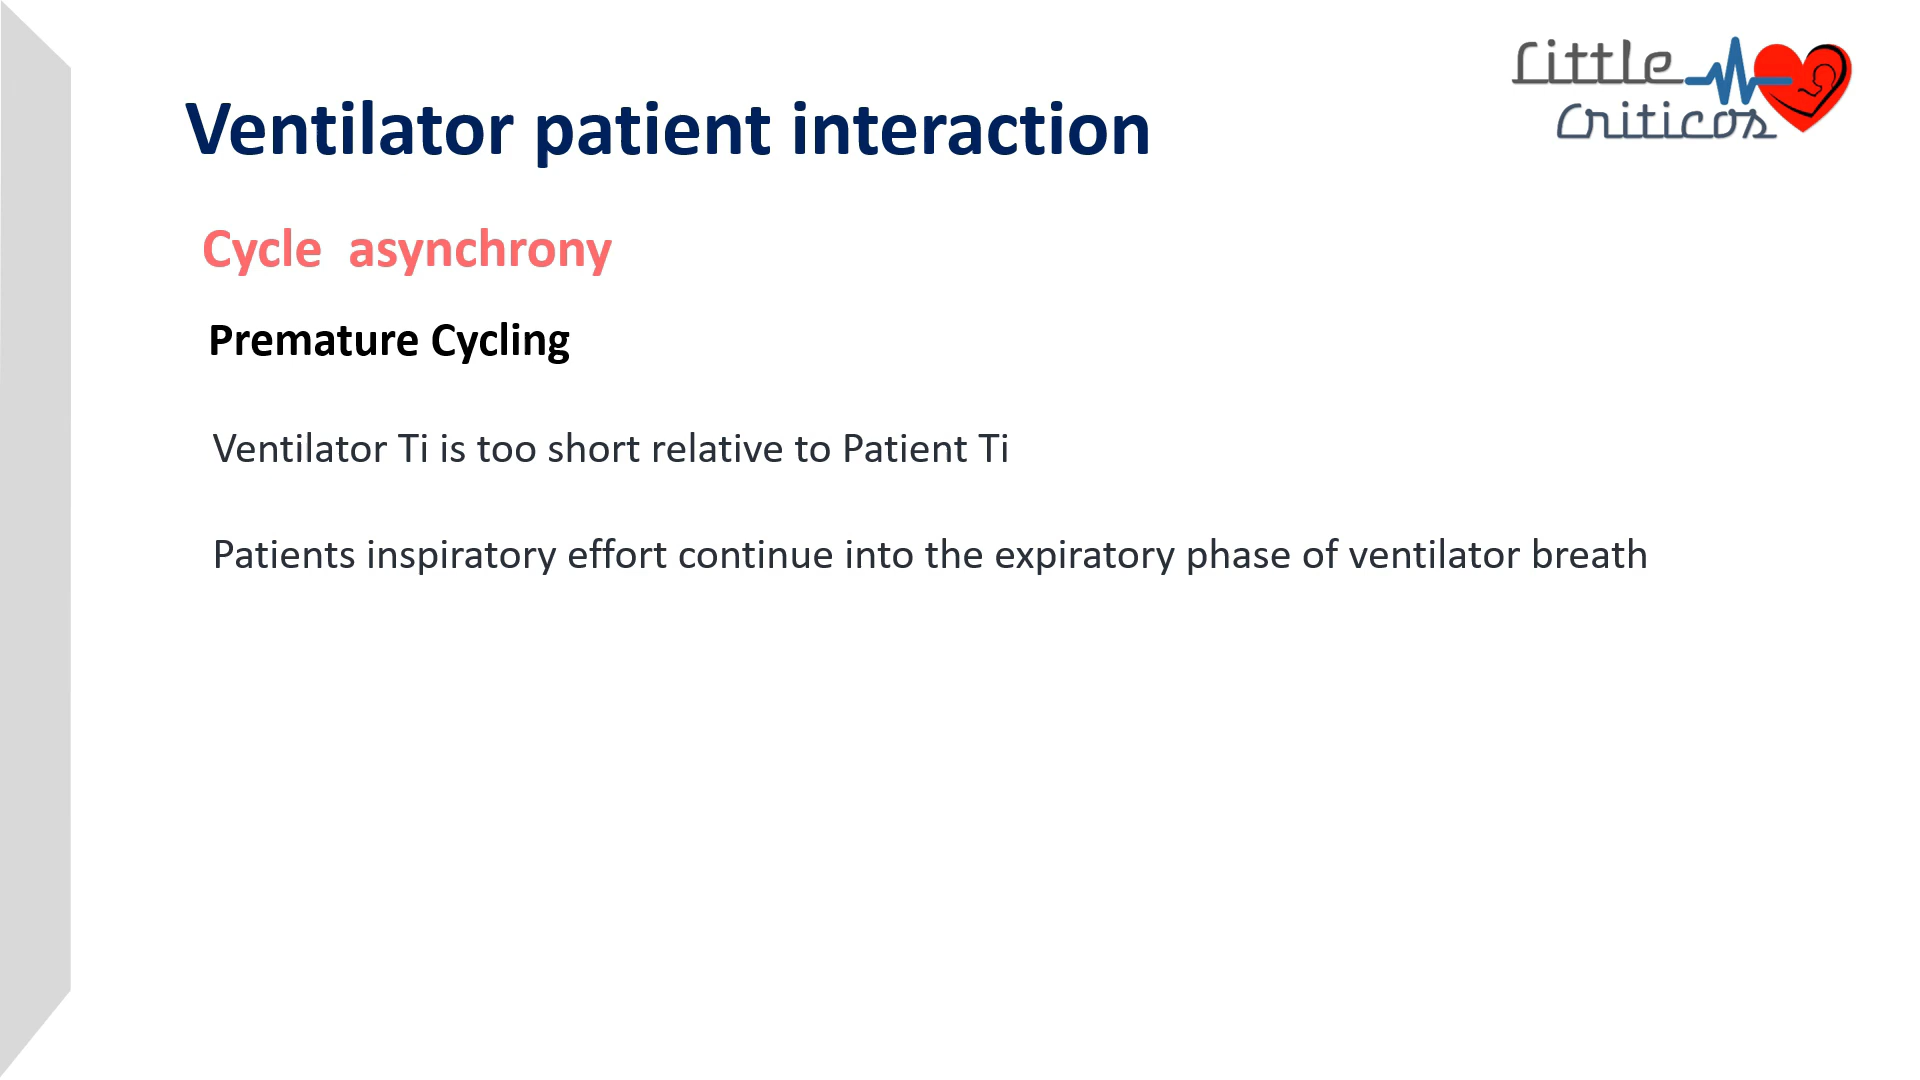 Little
Criticos
Ventilator patient interaction
Cycle asynchrony
Premature Cycling
Ventilator Ti is too short relative to Patient Ti
Patients inspiratory effort continue into the expiratory phase of ventilator breath